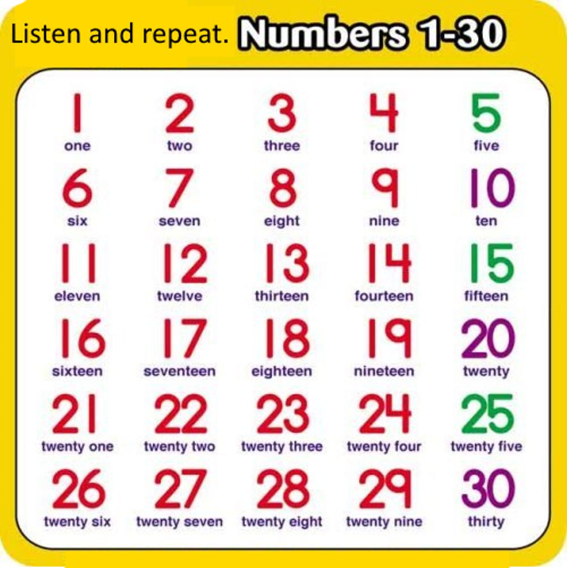 Listen and repeat. Numbers 1-30
1 2 3 4 5
one two three four five
6 7 8 9 10
six seven eight nine ten
11 12 13 14 15
eleven twelve thirteen fourteen fifteen
16 17 18 19 20
sixteen seventeen eighteen nineteen twenty
21 22 23 24 25
twenty one twenty two twenty three twenty four twenty five
26 27 28 29 30
twenty six twenty seven twenty eight twenty nine thirty